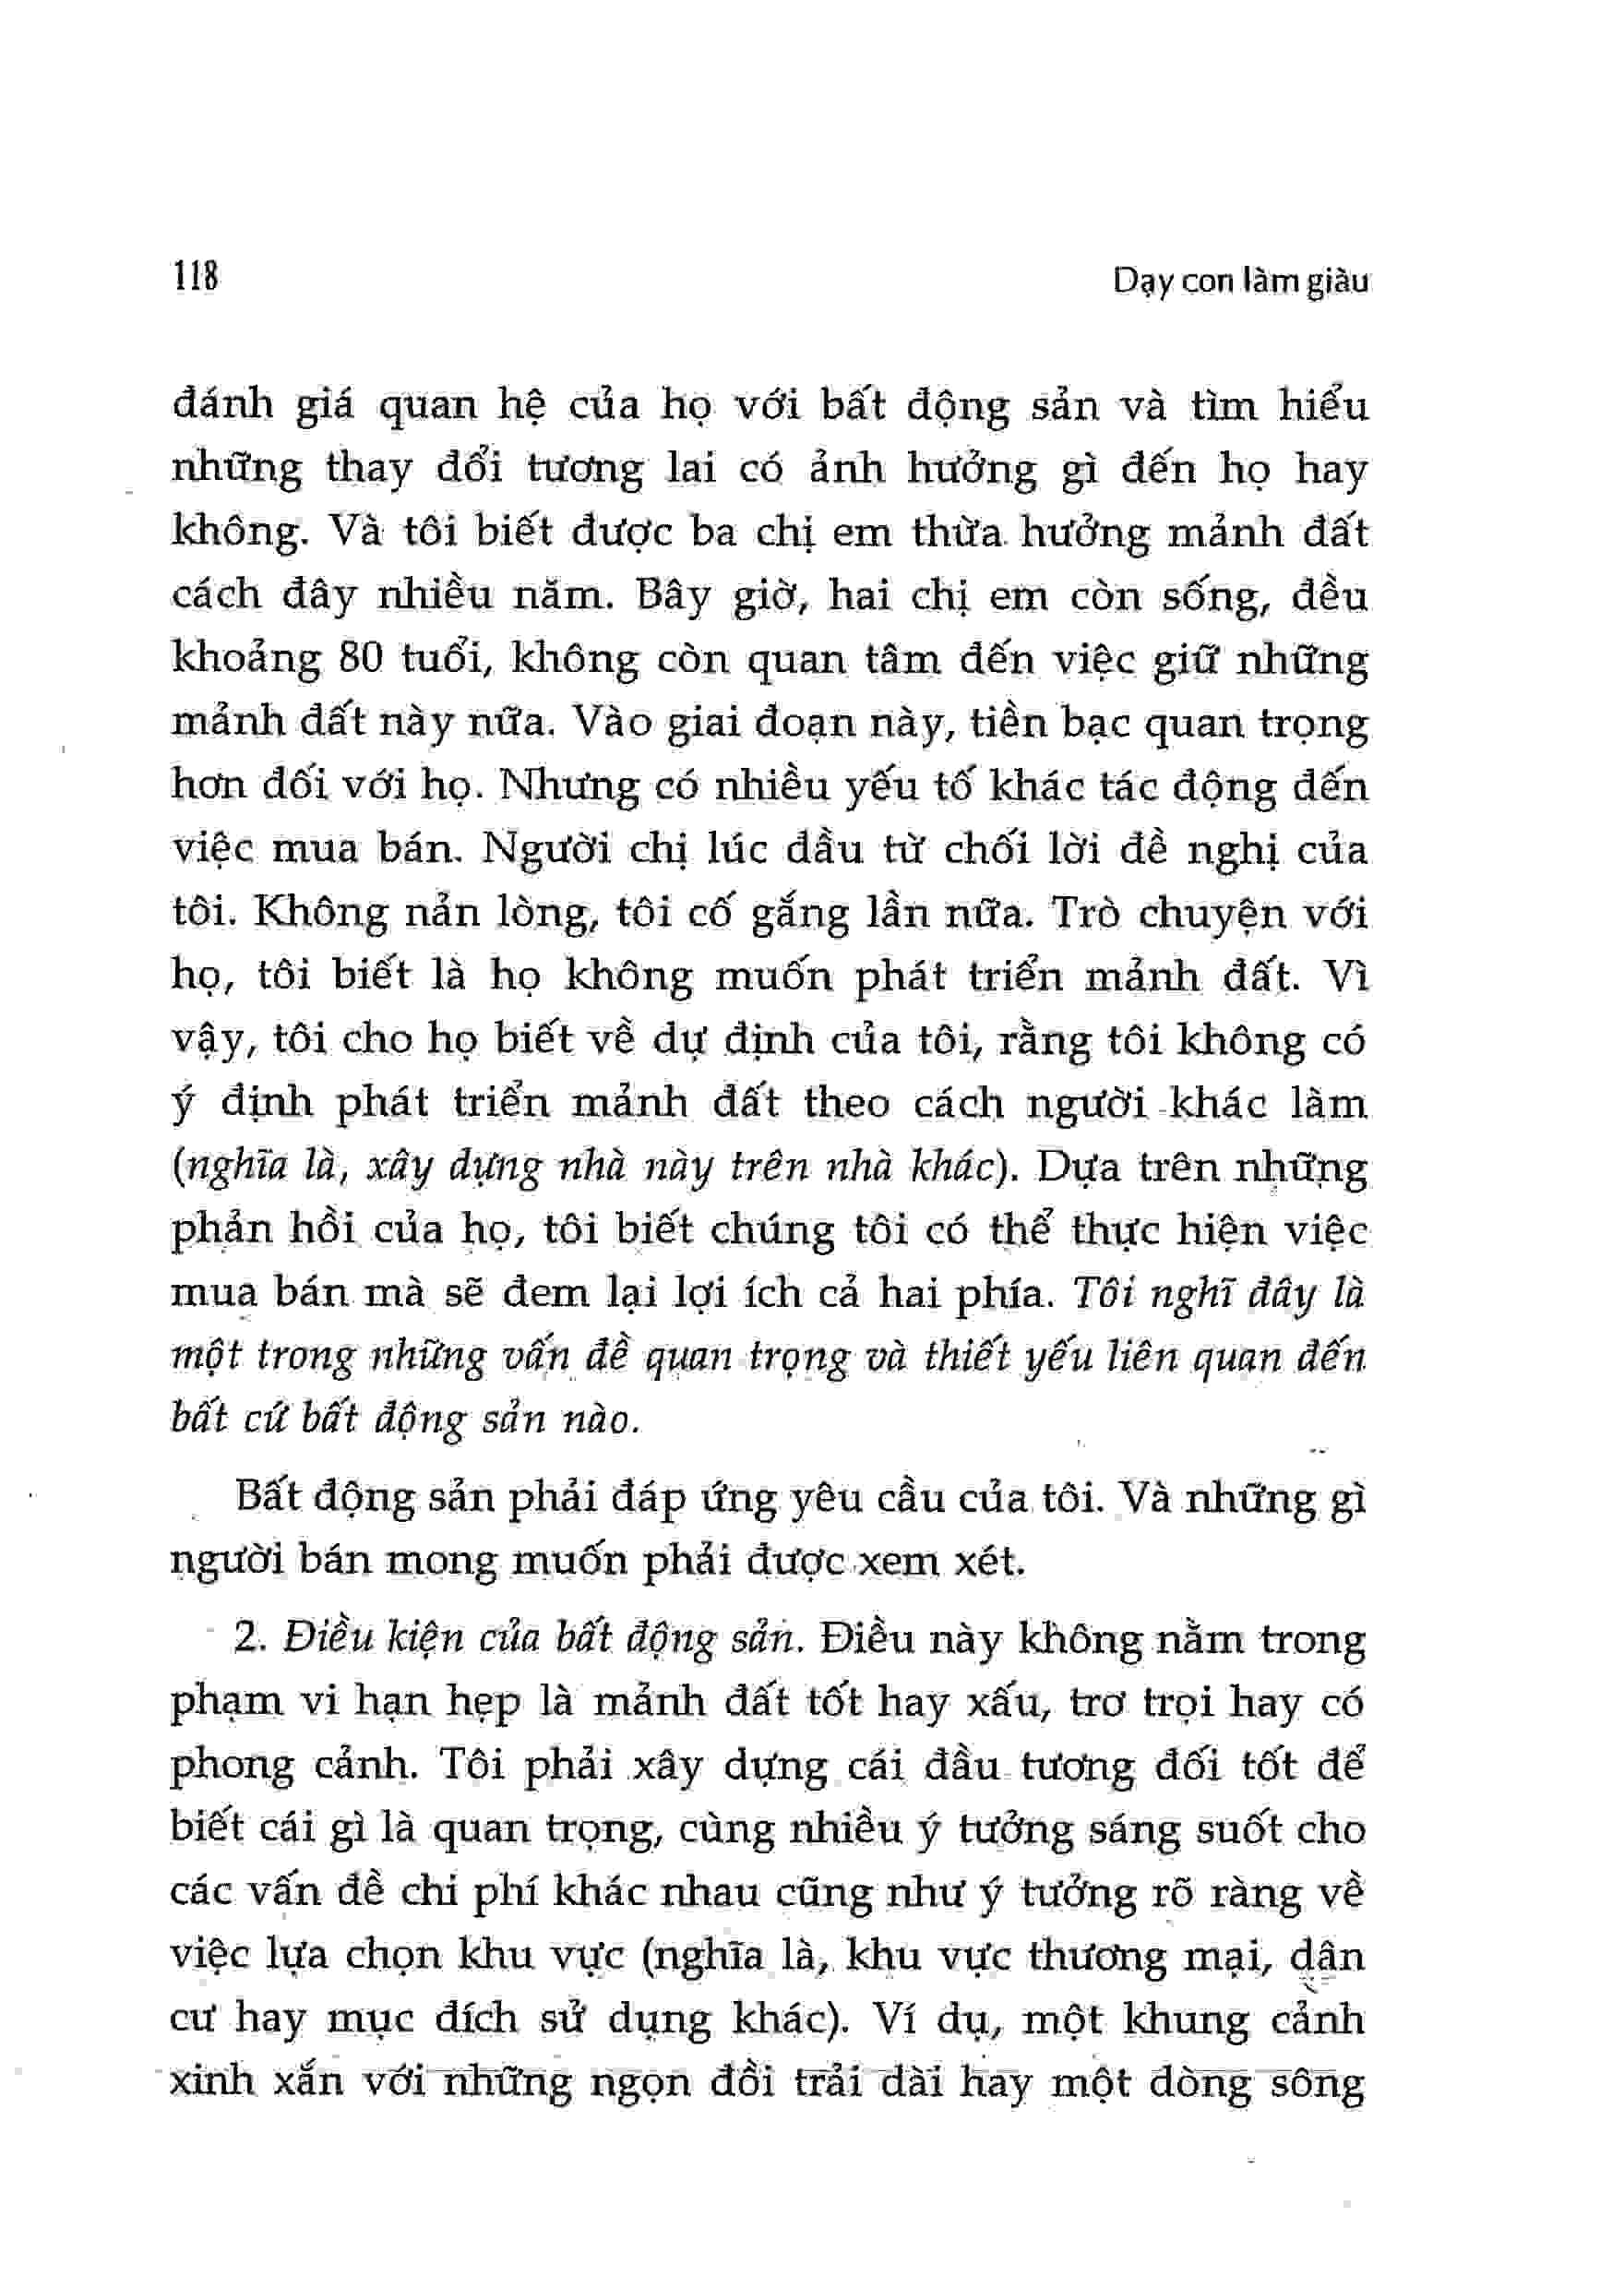 118
Dạy con làm giàu
đánh giá quan hệ của họ với bất động sản và tìm hiểu
những thay đổi tương lai có ảnh hưởng gì đến họ hay
không. Và tôi biết được ba chị em thừa hưởng mảnh đất
cách đây nhiều năm. Bây giờ, hai chị em còn sống, đều
khoảng 80 tuổi, không còn quan tâm đến việc giữ những
mảnh đất này nữa. Vào giai đoạn này, tiền bạc quan trọng
hơn đối với họ. Nhưng có nhiều yếu tố khác tác động đến
việc mua bán. Người chị lúc đầu từ chối lời đề nghị của
tôi. Không nản lòng, tôi cố gắng lần nữa. Trò chuyện với
họ, tôi biết là họ không muốn phát triển mảnh đất. Vì
vậy, tôi cho họ biết về dự định của tôi, rằng tôi không có
ý định phát triển mảnh đất theo cách người khác làm
(nghĩa là, xây dựng nhà này trên nhà khác). Dựa trên những
phản hồi của họ, tôi biết chúng tôi có thể thực hiện việc
mua bán mà sẽ đem lại lợi ích cả hai phía. Tôi nghĩ đây là
một trong những vấn đề quan trọng và thiết yếu liên quan đến
bất cứ bất động sản nào.
Bất động sản phải đáp ứng yêu cầu của tôi. Và những gì
người bán mong muốn phải được xem xét.
2. Điều kiện của bất động sản. Điều này không nằm trong
phạm vi hạn hẹp là mảnh đất tốt hay xấu, trơ trọi hay có
phong cảnh. Tôi phải xây dựng cái đầu tương đối tốt để
biết cái gì là quan trọng, cùng nhiều ý tưởng sáng suốt cho
các vấn đề chi phí khác nhau cũng như ý tưởng rõ ràng về
việc lựa chọn khu vực (nghĩa là, khu vực thương mại, dân
cư hay mục đích sử dụng khác). Ví dụ, một khung cảnh
xinh xắn với những ngọn đồi trải dài hay một dòng sông